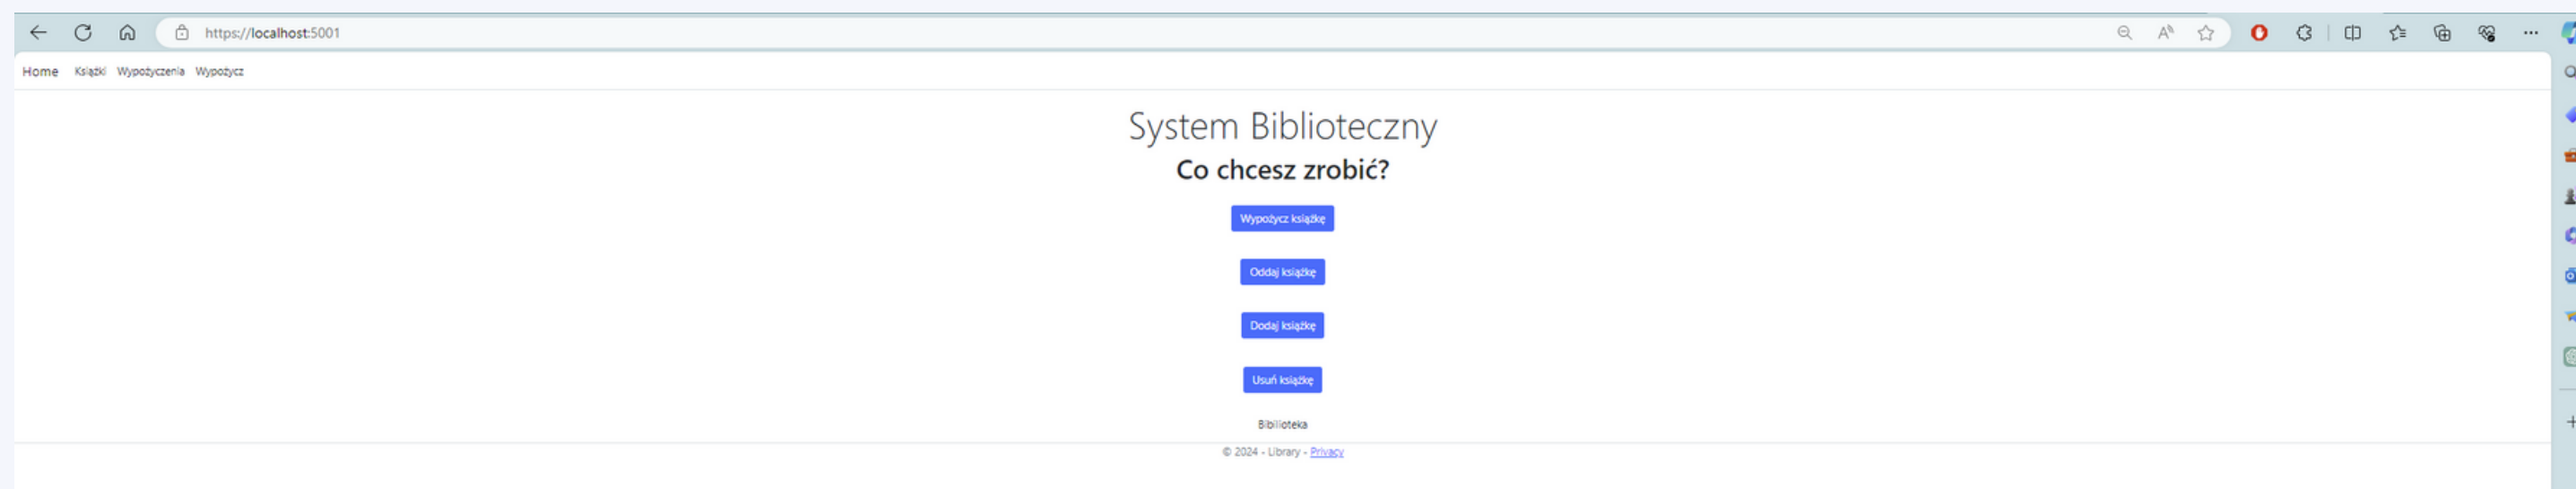 https://localhost:5001
Home Książki Wypożyczenia Wypożycz
System Biblioteczny
Co chcesz zrobić?
Wypożycz książkę
Oddaj książkę
Dodaj książkę
Usuń książkę
Biblioteka
© 2024 - Library - Privacy